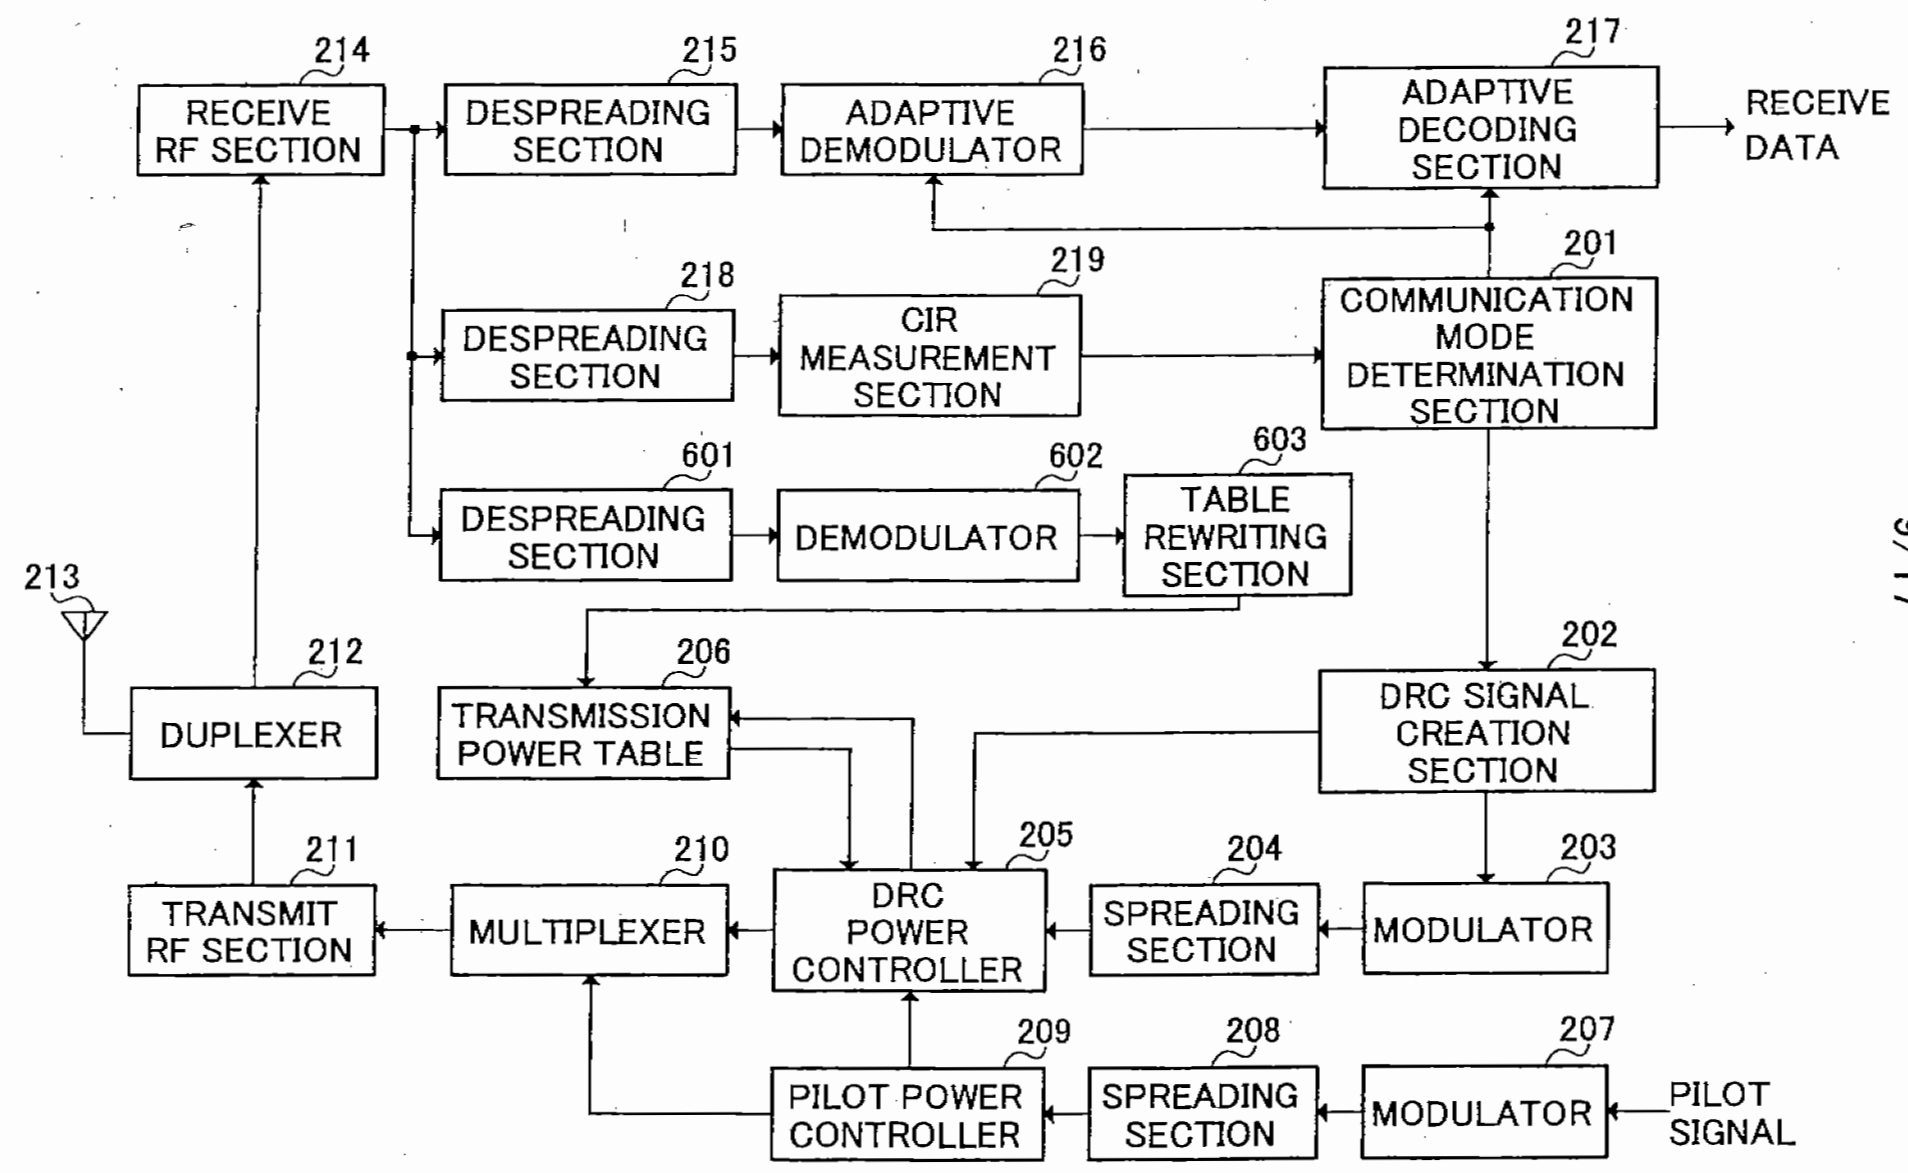 214
RECEIVE
RF SECTION
215
DESPREADING
SECTION
216
ADAPTIVE
DEMODULATOR
217
ADAPTIVE
DECODING
SECTION
RECEIVE
DATA
218
DESPREADING
SECTION
219
CIR
MEASUREMENT
SECTION
201
COMMUNICATION
MODE
DETERMINATION
SECTION
601
DESPREADING
SECTION
602
DEMODULATOR
603
TABLE
REWRITING
SECTION
213
212
DUPLEXER
206
TRANSMISSION
POWER TABLE
202
DRC SIGNAL
CREATION
SECTION
211
TRANSMIT
RF SECTION
210
MULTIPLEXER
205
DRC
POWER
CONTROLLER
204
SPREADING
SECTION
203
MODULATOR
209
PILOT POWER
CONTROLLER
208
SPREADING
SECTION
207
MODULATOR
PILOT
SIGNAL